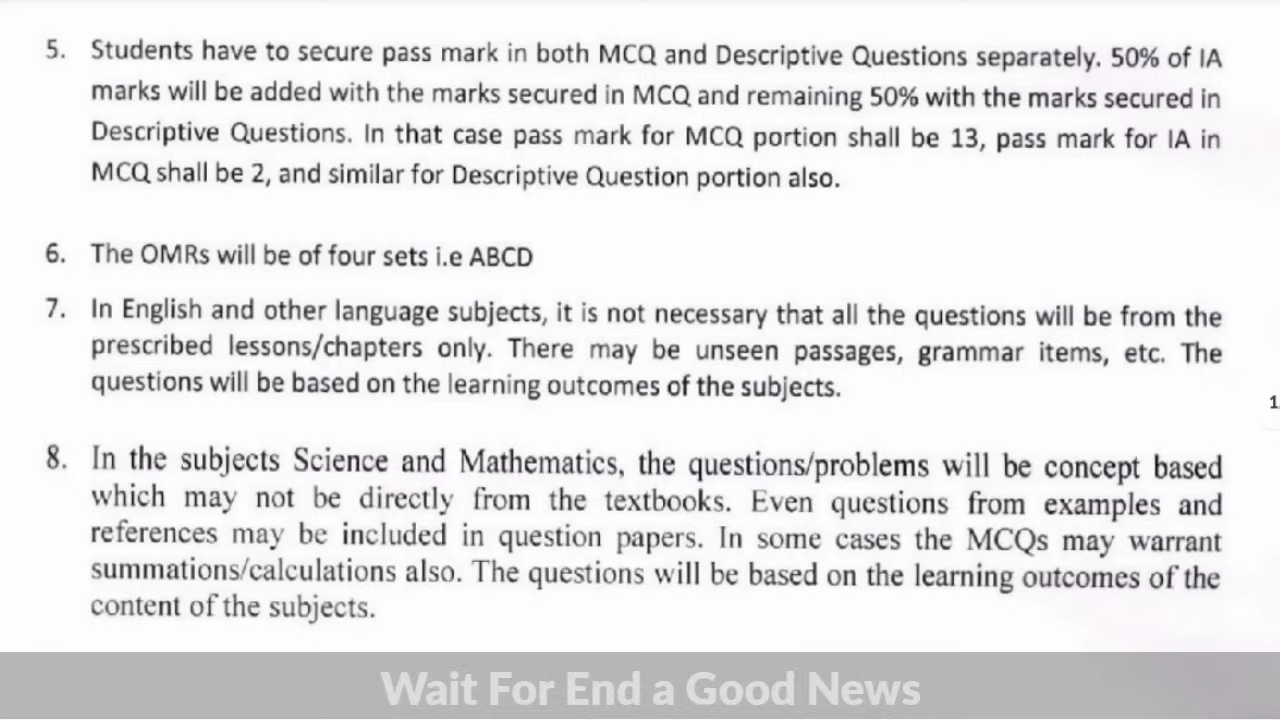 5. Students have to secure pass mark in both MCQ and Descriptive Questions separately. 50% of IA
marks will be added with the marks secured in MCQ and remaining 50% with the marks secured in
Descriptive Questions. In that case pass mark for MCQ portion shall be 13, pass mark for IA in
MCQ shall be 2, and similar for Descriptive Question portion also.
6. The OMRs will be of four sets i.e ABCD
7. In English and other language subjects, it is not necessary that all the questions will be from the
prescribed lessons/chapters only. There may be unseen passages, grammar items, etc. The
questions will be based on the learning outcomes of the subjects.
1
8. In the subjects Science and Mathematics, the questions/problems will be concept based
which may not be directly from the textbooks. Even questions from examples and
references may be included in question papers. In some cases the MCQs may warrant
summations/calculations also. The questions will be based on the learning outcomes of the
content of the subjects.
Wait For End a Good News